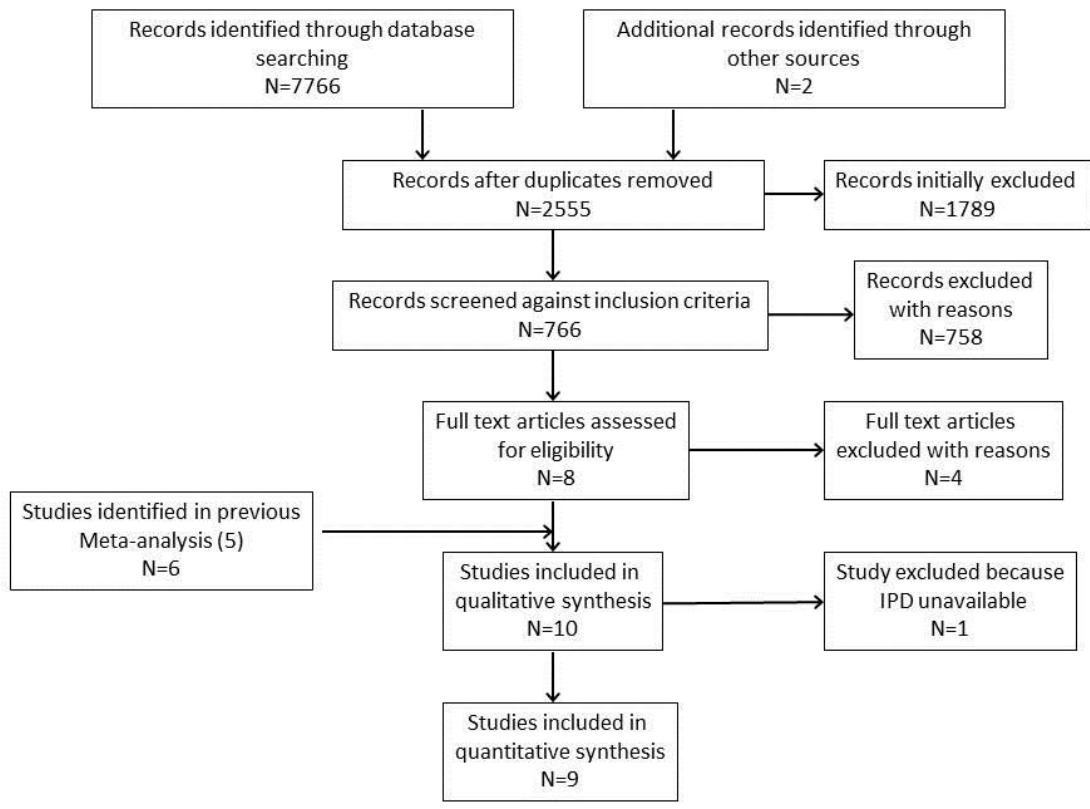 Records identified through database
searching
N=7766
Additional records identified through
other sources
N=2
Records after duplicates removed
N=2555
Records initially excluded
N=1789
Records screened against inclusion criteria
N=766
Records excluded
with reasons
N=758
Full text articles assessed
for eligibility
N=8
Full text articles
excluded with reasons
N=4
Studies identified in previous
Meta-analysis (5)
N=6
Studies included in
qualitative synthesis
N=10
Study excluded because
IPD unavailable
N=1
Studies included in
quantitative synthesis
N=9